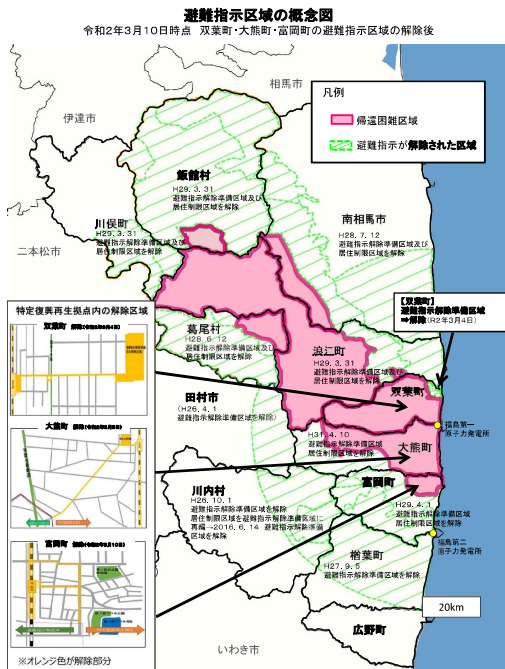 避難指示区域の概念図
令和2年3月10日時点 双葉町・大熊町・富岡町の避難指示区域の解除後
凡例
帰還困難区域
避難指示が解除された区域
相馬市
伊達市
飯舘村
H29.3.31
避難指示解除準備区域及び
居住制限区域を解除
川俣町
H29.3.31
避難指示解除準備区域及び
居住制限区域を解除
二本松市
南相馬市
H28.7.12
避難指示解除準備区域及び
居住制限区域を解除
【双葉町】
避難指示解除準備区域
⇒解除(R2年3月4日)
葛尾村
H28.6.12
避難指示解除準備区域及び
居住制限区域を解除
浪江町
H29.3.31
避難指示解除準備区域及び
居住制限区域を解除
双葉町
田村市
(H26.4.1
避難指示解除準備区域を解除)
福島第一
原子力発電所
H31.4.10
避難指示解除準備区域
居住制限区域を解除
大熊町
川内村
H26.10.1
避難指示解除準備区域を解除
居住制限区域を避難指示解除準備区域に
再編→2016.6.14 避難指示解除準備
区域を解除
富岡町
H29.4.1
避難指示解除準備区域
居住制限区域を解除
福島第二
原子力発電所
楢葉町
H27.9.5
避難指示解除準備区域を解除
20km
広野町
いわき市
特定復興再生拠点内の解除区域
双葉町
大熊町
富岡町
※オレンジ色が解除部分